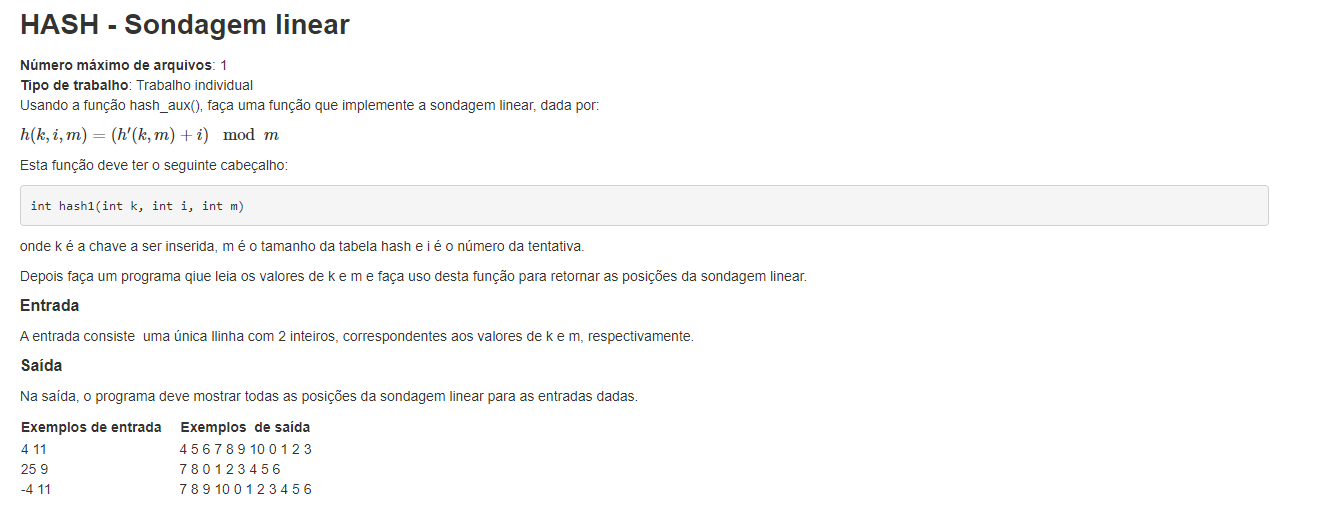 HASH - Sondagem linear
Número máximo de arquivos: 1
Tipo de trabalho: Trabalho individual
Usando a função hash_aux(), faça uma função que implemente a sondagem linear, dada por:
h(k, i, m) = (h′(k, m) + i) mod m
Esta função deve ter o seguinte cabeçalho:
int hash1(int k, int i, int m)
onde k é a chave a ser inserida, m é o tamanho da tabela hash e i é o número da tentativa.
Depois faça um programa qiue leia os valores de k e m e faça uso desta função para retornar as posições da sondagem linear.
Entrada
A entrada consiste uma única llinha com 2 inteiros, correspondentes aos valores de k e m, respectivamente.
Saída
Na saída, o programa deve mostrar todas as posições da sondagem linear para as entradas dadas.
Exemplos de entrada Exemplos de saída
4 11 4 5 6 7 8 9 10 0 1 2 3
25 9 7 8 0 1 2 3 4 5 6
-4 11 7 8 9 10 0 1 2 3 4 5 6